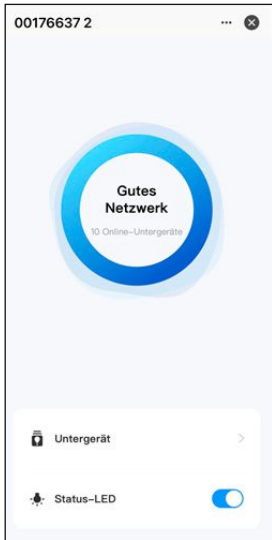 00176637 2
Gutes
Netzwerk
10 Online-Untergeräte
Untergerät
Status-LED